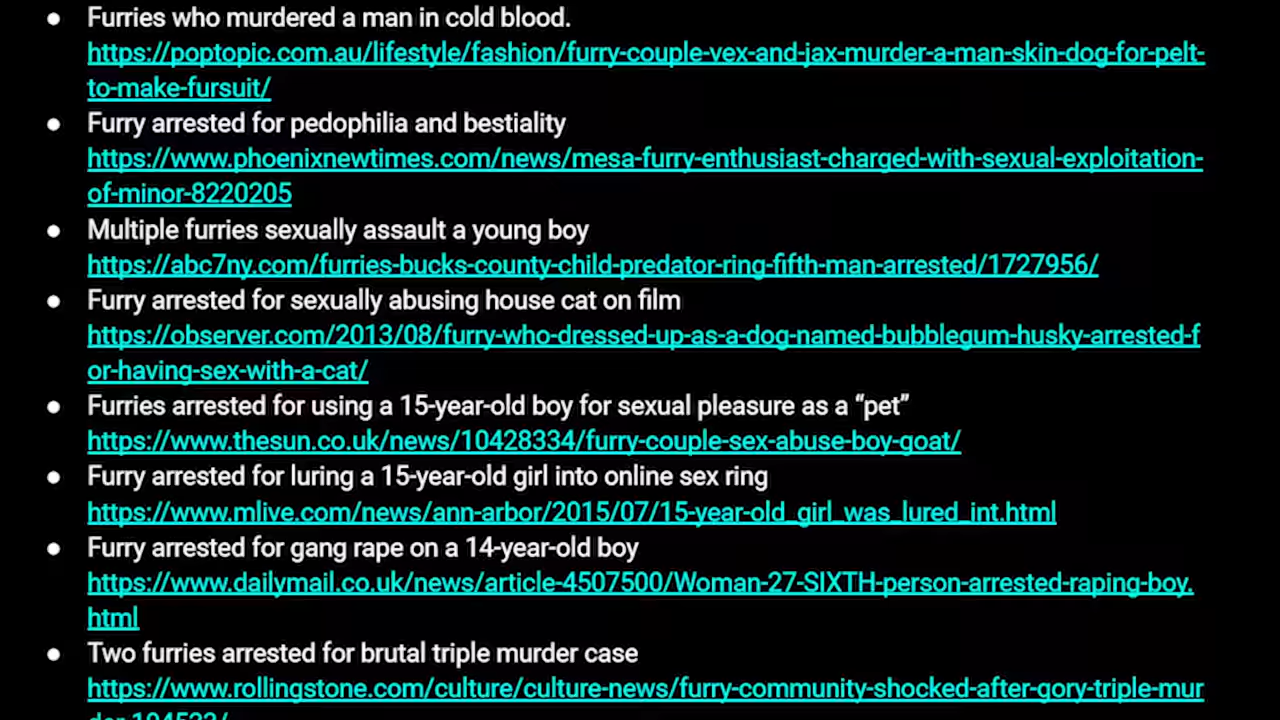 ● Furries who murdered a man in cold blood.
https://poptopic.com.au/lifestyle/fashion/furry-couple-vex-and-jax-murder-a-man-skin-dog-for-pelt-
to-make-fursuit/
● Furry arrested for pedophilia and bestiality
https://www.phoenixnewtimes.com/news/mesa-furry-enthusiast-charged-with-sexual-exploitation-
of-minor-8220205
● Multiple furries sexually assault a young boy
https://abc7ny.com/furries-bucks-county-child-predator-ring-fifth-man-arrested/1727956/
● Furry arrested for sexually abusing house cat on film
https://observer.com/2013/08/furry-who-dressed-up-as-a-dog-named-bubblegum-husky-arrested-f
or-having-sex-with-a-cat/
● Furries arrested for using a 15-year-old boy for sexual pleasure as a “pet”
https://www.thesun.co.uk/news/10428334/furry-couple-sex-abuse-boy-goat/
● Furry arrested for luring a 15-year-old girl into online sex ring
https://www.mlive.com/news/ann-arbor/2015/07/15-year-old_girl_was_lured_int.html
● Furry arrested for gang rape on a 14-year-old boy
https://www.dailymail.co.uk/news/article-4507500/Woman-27-SIXTH-person-arrested-raping-boy.
html
● Two furries arrested for brutal triple murder case
https://www.rollingstone.com/culture/culture-news/furry-community-shocked-after-gory-triple-mur